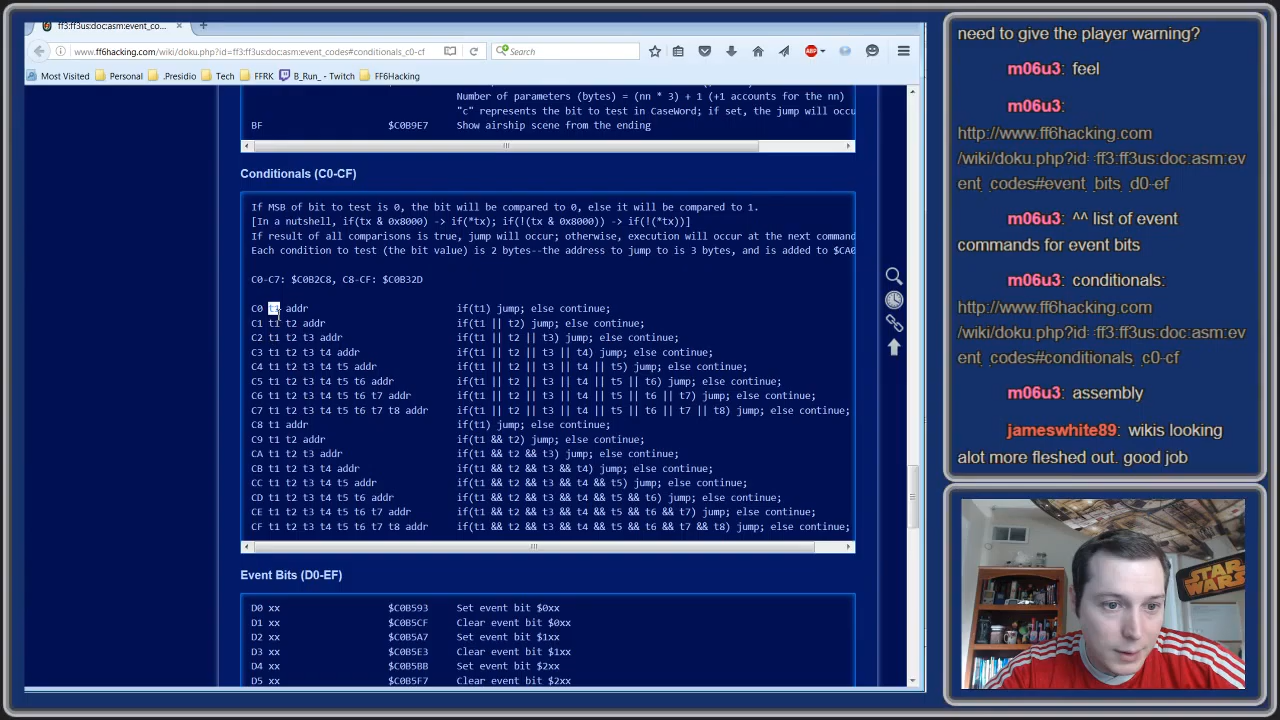 ff3:ff3us:doc:asm:event_co...
www.ff6hacking.com/wiki/doku.php?id=ff3:ff3us:doc:asm:event_codes#conditionals_c0-cf
Search
ABP
Most Visited Personal .Presidio Tech FFRK B_Run_ - Twitch FF6Hacking
Number of parameters (bytes) = (nn * 3) + 1 (+1 accounts for the nn)
"c" represents the bit to test in CaseWord; if set, the jump will occu
BF $C0B9E7 Show airship scene from the ending
Conditionals (C0-CF)
If MSB of bit to test is 0, the bit will be compared to 0, else it will be compared to 1.
[In a nutshell, if(tx & 0x8000) -> if(*tx); if(!(tx & 0x8000)) -> if(!(*tx))]
If result of all comparisons is true, jump will occur; otherwise, execution will occur at the next command
Each condition to test (the bit value) is 2 bytes--the address to jump to is 3 bytes, and is added to $CA0
C0-C7: $C0B2C8, C8-CF: $C0B32D
C0 t1 addr if(t1) jump; else continue;
C1 t1 t2 addr if(t1 || t2) jump; else continue;
C2 t1 t2 t3 addr if(t1 || t2 || t3) jump; else continue;
C3 t1 t2 t3 t4 addr if(t1 || t2 || t3 || t4) jump; else continue;
C4 t1 t2 t3 t4 t5 addr if(t1 || t2 || t3 || t4 || t5) jump; else continue;
C5 t1 t2 t3 t4 t5 t6 addr if(t1 || t2 || t3 || t4 || t5 || t6) jump; else continue;
C6 t1 t2 t3 t4 t5 t6 t7 addr if(t1 || t2 || t3 || t4 || t5 || t6 || t7) jump; else continue;
C7 t1 t2 t3 t4 t5 t6 t7 t8 addr if(t1 || t2 || t3 || t4 || t5 || t6 || t7 || t8) jump; else continue;
C8 t1 addr if(t1) jump; else continue;
C9 t1 t2 addr if(t1 && t2) jump; else continue;
CA t1 t2 t3 addr if(t1 && t2 && t3) jump; else continue;
CB t1 t2 t3 t4 addr if(t1 && t2 && t3 && t4) jump; else continue;
CC t1 t2 t3 t4 t5 addr if(t1 && t2 && t3 && t4 && t5) jump; else continue;
CD t1 t2 t3 t4 t5 t6 addr if(t1 && t2 && t3 && t4 && t5 && t6) jump; else continue;
CE t1 t2 t3 t4 t5 t6 t7 addr if(t1 && t2 && t3 && t4 && t5 && t6 && t7) jump; else continue;
CF t1 t2 t3 t4 t5 t6 t7 t8 addr if(t1 && t2 && t3 && t4 && t5 && t6 && t7 && t8) jump; else continue;
Event Bits (D0-EF)
D0 xx $C0B593 Set event bit $0xx
D1 xx $C0B5CF Clear event bit $0xx
D2 xx $C0B5A7 Set event bit $1xx
D3 xx $C0B5E3 Clear event bit $1xx
D4 xx $C0B5BB Set event bit $2xx
D5 xx $C0B5F7 Clear event bit $2xx
need to give the player warning?
m06u3: feel
m06u3:
http://www.ff6hacking.com
/wiki/doku.php?id=ff3:ff3us:doc:asm:ev
ent_codes#event_bits_d0-ef
m06u3: ^^ list of event
commands for event bits
m06u3: conditionals:
http://www.ff6hacking.com
/wiki/doku.php?id=ff3:ff3us:doc:asm:ev
ent_codes#conditionals_c0-cf
m06u3: assembly
jameswhite89: wikis looking
alot more fleshed out. good job
STAR
WARS